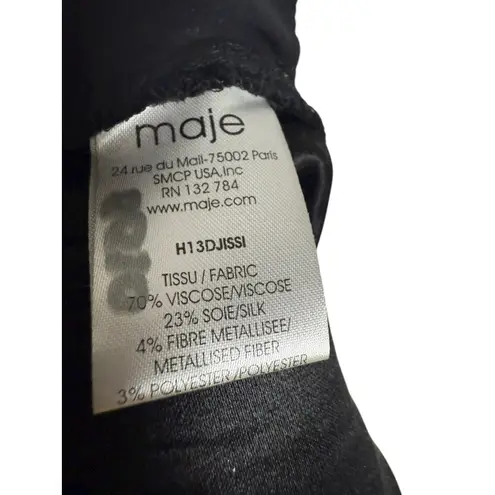 maje
24 rue du Mail-75002 Paris
SMCP USA,Inc
RN 132 784
www.maje.com
H13DJISSI
TISSU / FABRIC
70% VISCOSE/VISCOSE
23% SOIE/SILK
4% FIBRE METALLISEE/
METALLISED FIBER
3% POLYESTER/POLYESTER